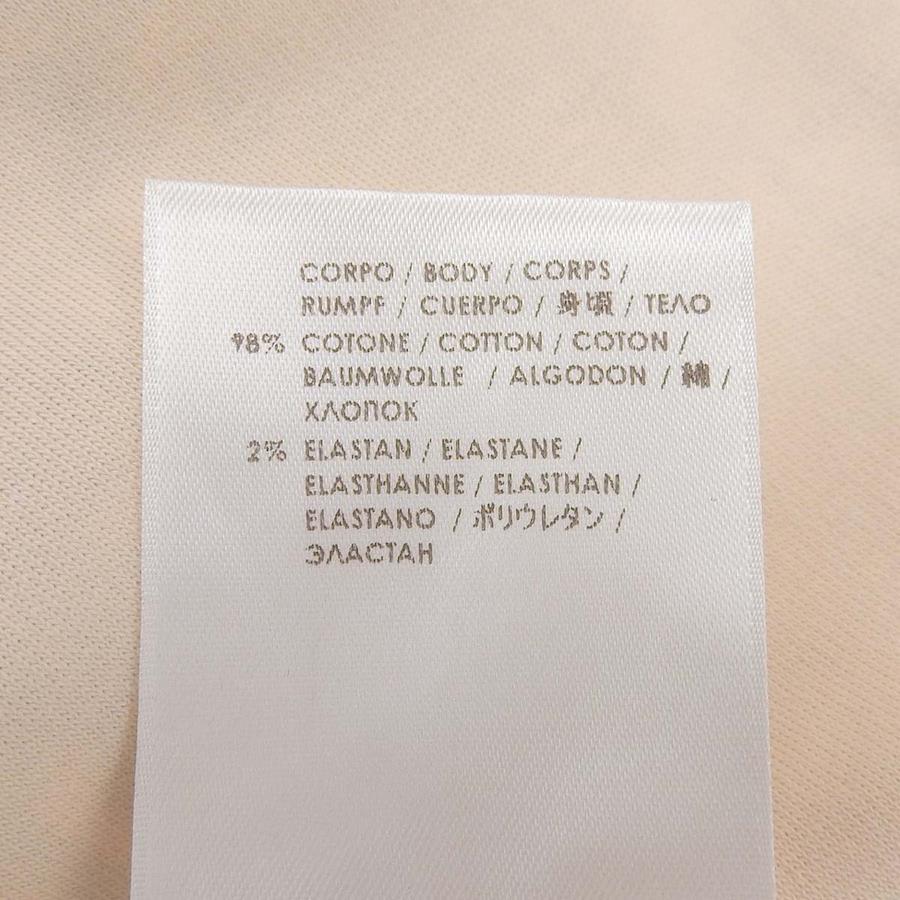 CORPO / BODY / CORPS /
RUMPF / CUERPO / 身頃 / ТЕЛО
98% COTONE / COTTON / COTON /
BAUMWOLLE / ALGODON / 綿 /
ХЛОПОК
2% ELASTAN / ELASTANE /
ELASTHANNE / ELASTHAN /
ELASTANO / ポリウレタン /
ЭЛАСТАН